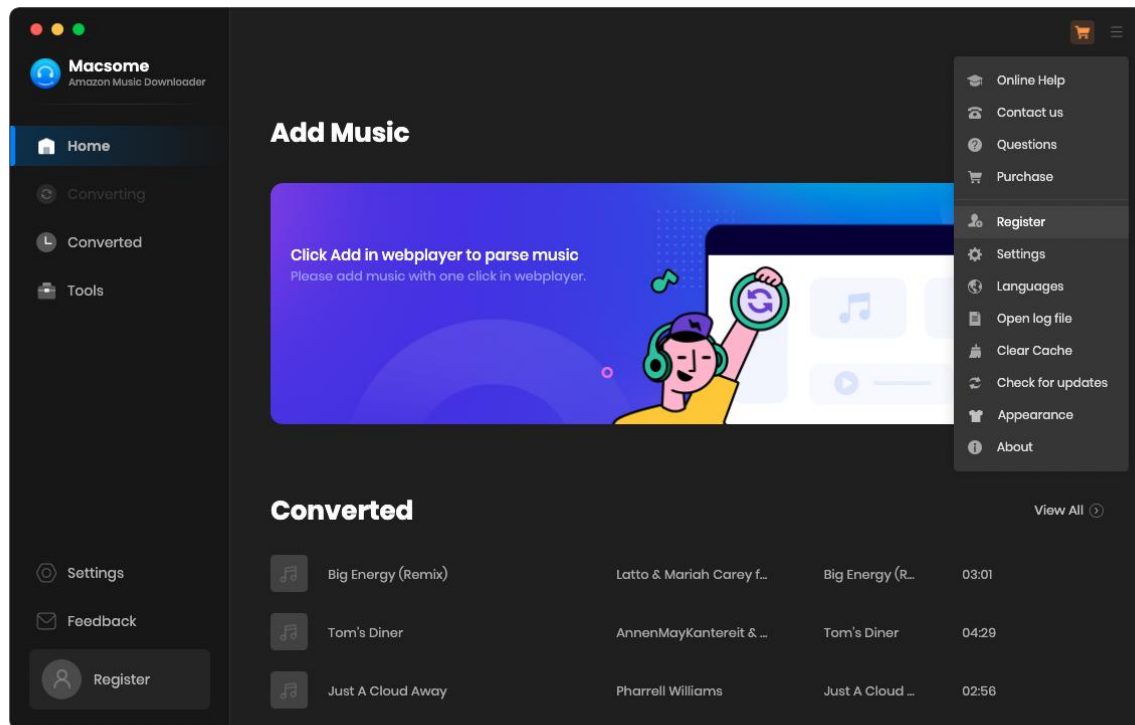 Macsome
Amazon Music Downloader
Home
Converting
Converted
Tools
Settings
Feedback
Register
Add Music
Click Add in webplayer to parse music
Please add music with one click in webplayer.
Online Help
Contact us
Questions
Purchase
Register
Settings
Languages
Open log file
Clear Cache
Check for updates
Appearance
About
Converted
View All
Big Energy (Remix) Latto & Mariah Carey f... Big Energy (R... 03:01
Tom's Diner AnnenMayKantereit & ... Tom's Diner 04:29
Just A Cloud Away Pharrell Williams Just A Cloud ... 02:56